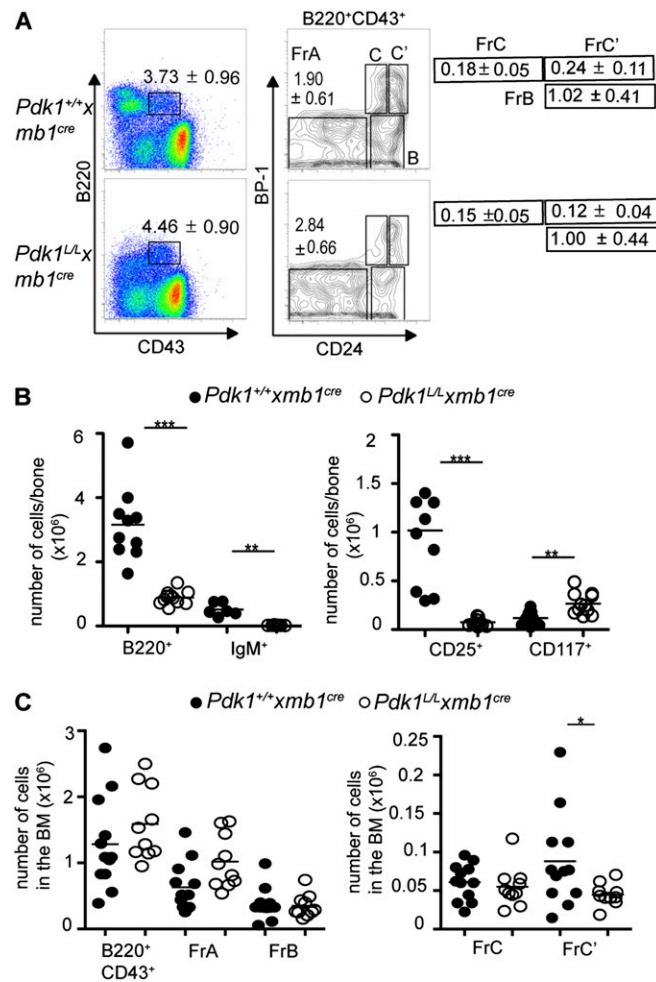 A
B220⁺CD43⁺
FrC FrC'
3.73 ± 0.96
FrA
1.90
± 0.61
C C'
0.18 ± 0.05 0.24 ± 0.11
Pdk1⁺/⁺x
mb1ᶜʳᵉ
FrB 1.02 ± 0.41
B220
BP-1
B
4.46 ± 0.90
2.84
± 0.66
0.15 ±0.05 0.12 ± 0.04
1.00 ± 0.44
Pdk1ᴸ/ᴸx
mb1ᶜʳᵉ
CD43
CD24
B
Pdk1⁺/⁺xmb1ᶜʳᵉ Pdk1ᴸ/ᴸxmb1ᶜʳᵉ
number of cells/bone
(x10⁶)
6
4
2
0
***
**
B220⁺ IgM⁺
number of cells/bone
(x10⁶)
2
1.5
1
0.5
0
***
**
CD25⁺ CD117⁺
C
Pdk1⁺/⁺xmb1ᶜʳᵉ Pdk1ᴸ/ᴸxmb1ᶜʳᵉ
number of cells
in the BM (x10⁶)
3
2
1
0
B220⁺
CD43⁺
FrA FrB
number of cells
in the BM (x10⁶)
0.25
0.2
0.15
0.1
0.05
0
*
FrC FrC'